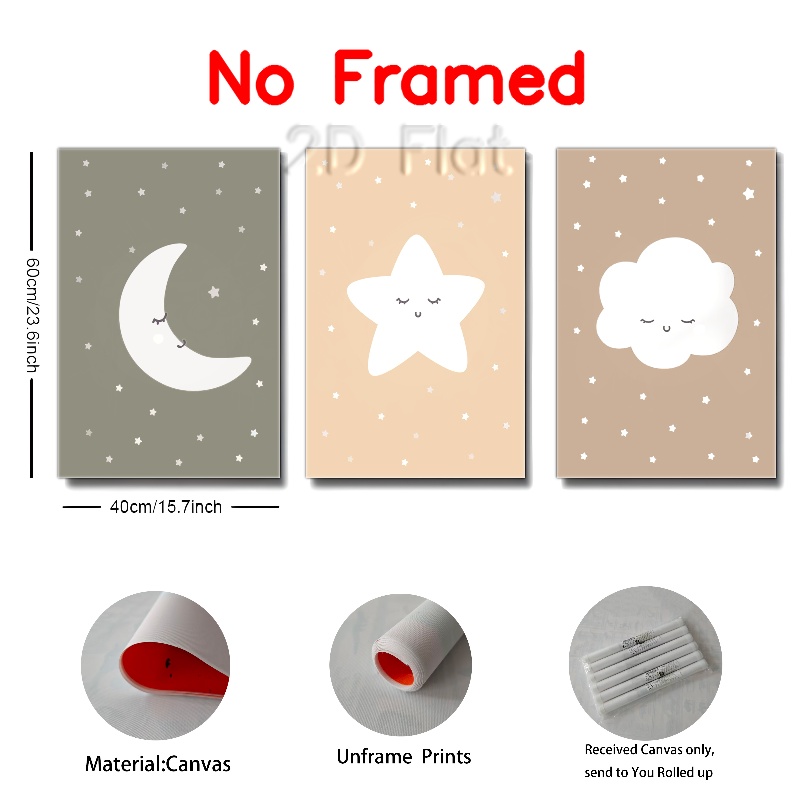 No Framed
2D Flat
60cm/23.6inch
40cm/15.7inch
Material:Canvas
Unframe Prints
Received Canvas only,
send to You Rolled up